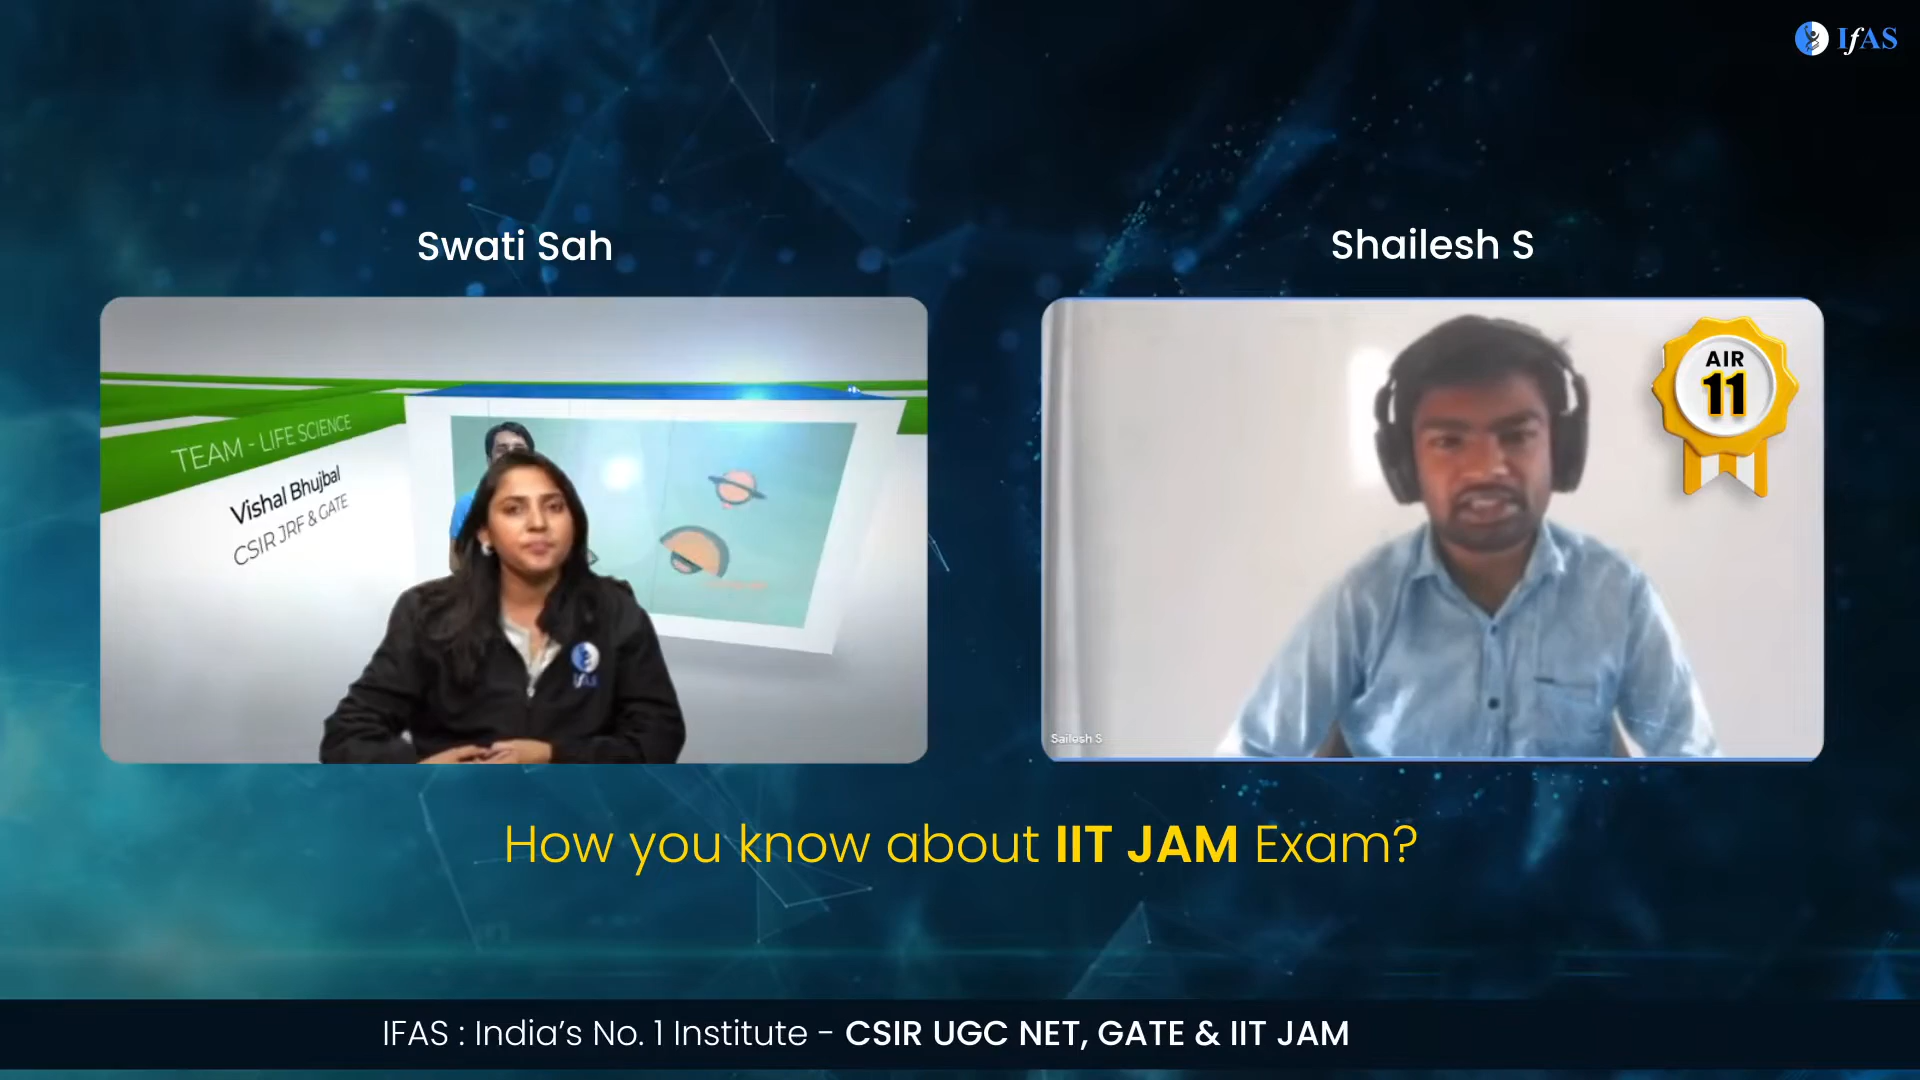 IfAS
Swati Sah
Shailesh S
TEAM - LIFE SCIENCE
Vishal Bhujbal
CSIR JRF & GATE
IfAS
AIR
11
Sailesh S
How you know about IIT JAM Exam?
IFAS : India's No. 1 Institute - CSIR UGC NET, GATE & IIT JAM